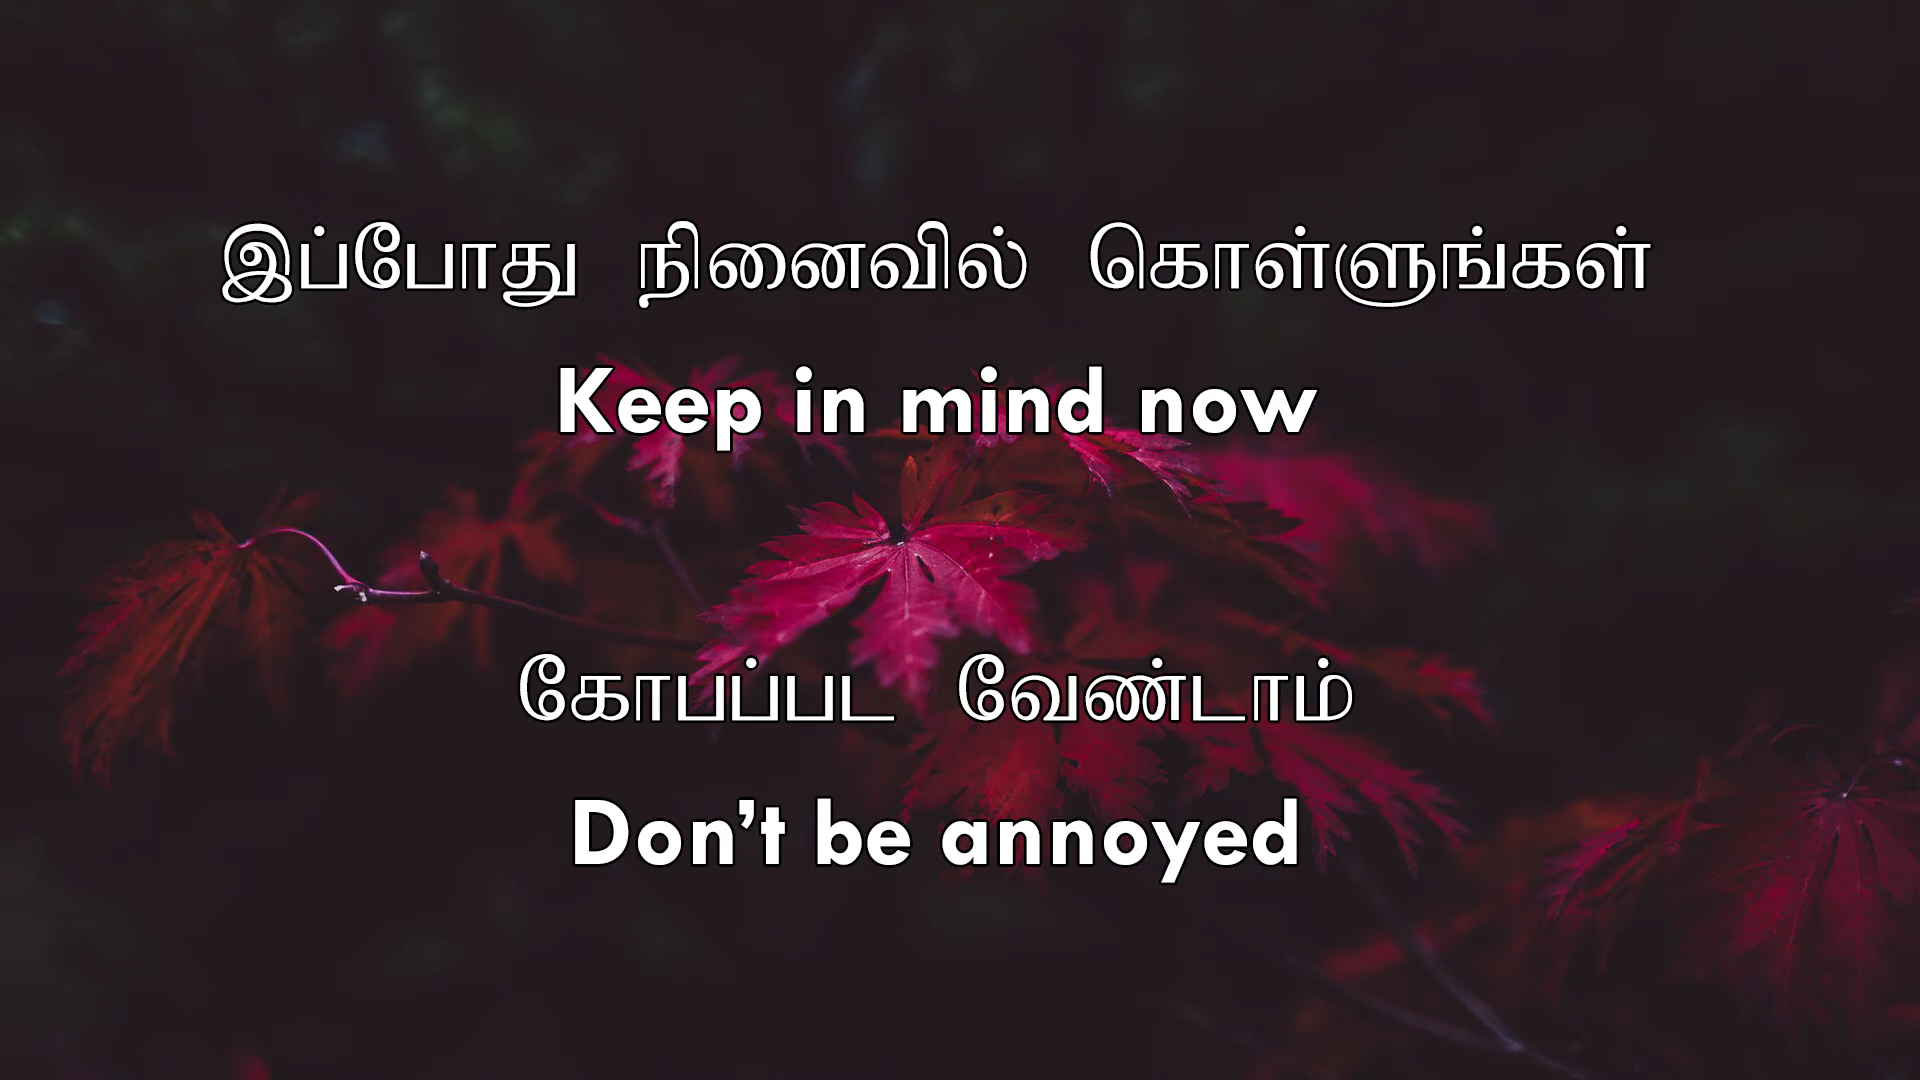 இப்போது நினைவில் கொள்ளுங்கள்
Keep in mind now
கோபப்பட வேண்டாம்
Don’t be annoyed